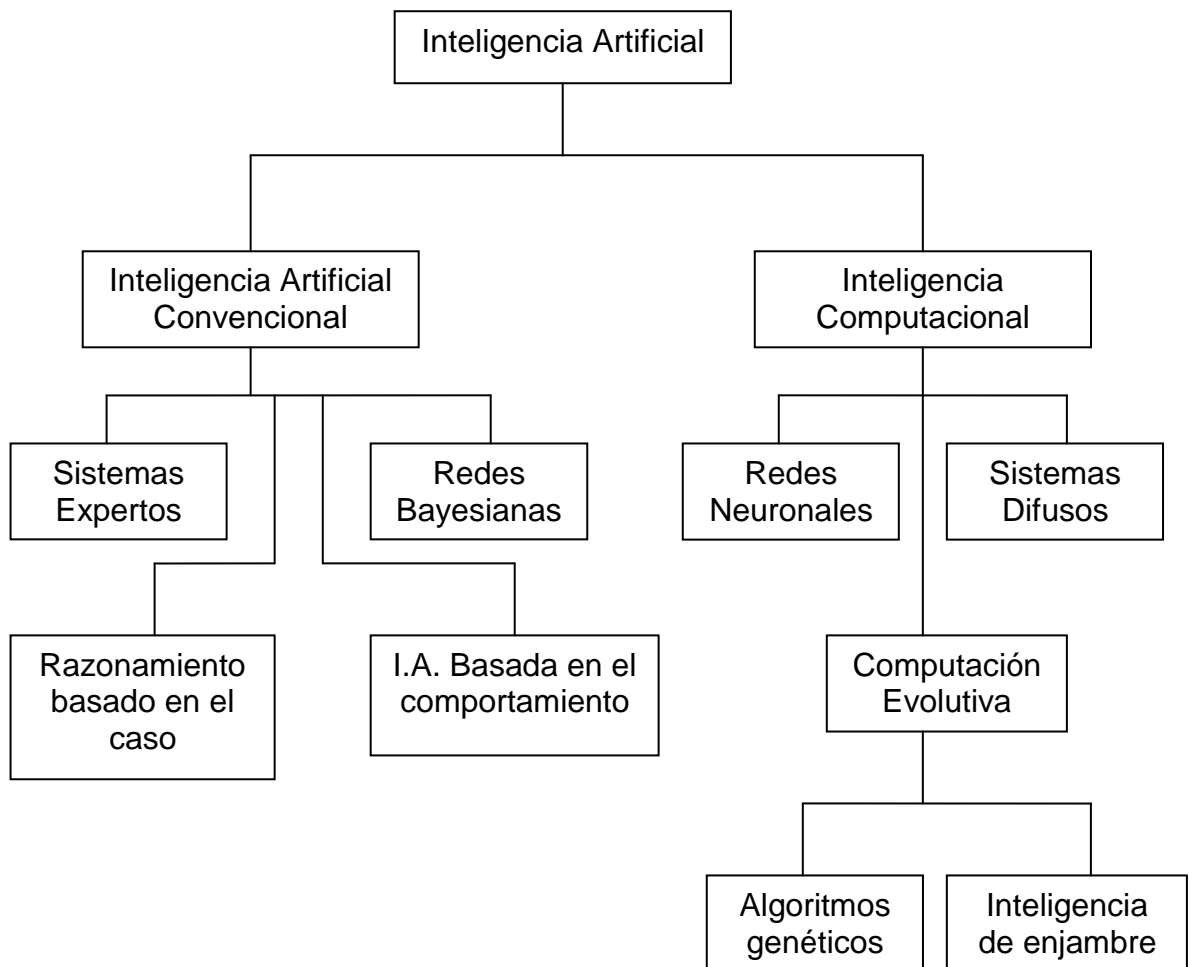 Inteligencia Artificial
Inteligencia Artificial
Convencional
Inteligencia
Computacional
Sistemas
Expertos
Redes
Bayesianas
Redes
Neuronales
Sistemas
Difusos
Razonamiento
basado en el
caso
I.A. Basada en el
comportamiento
Computación
Evolutiva
Algoritmos
genéticos
Inteligencia
de enjambre